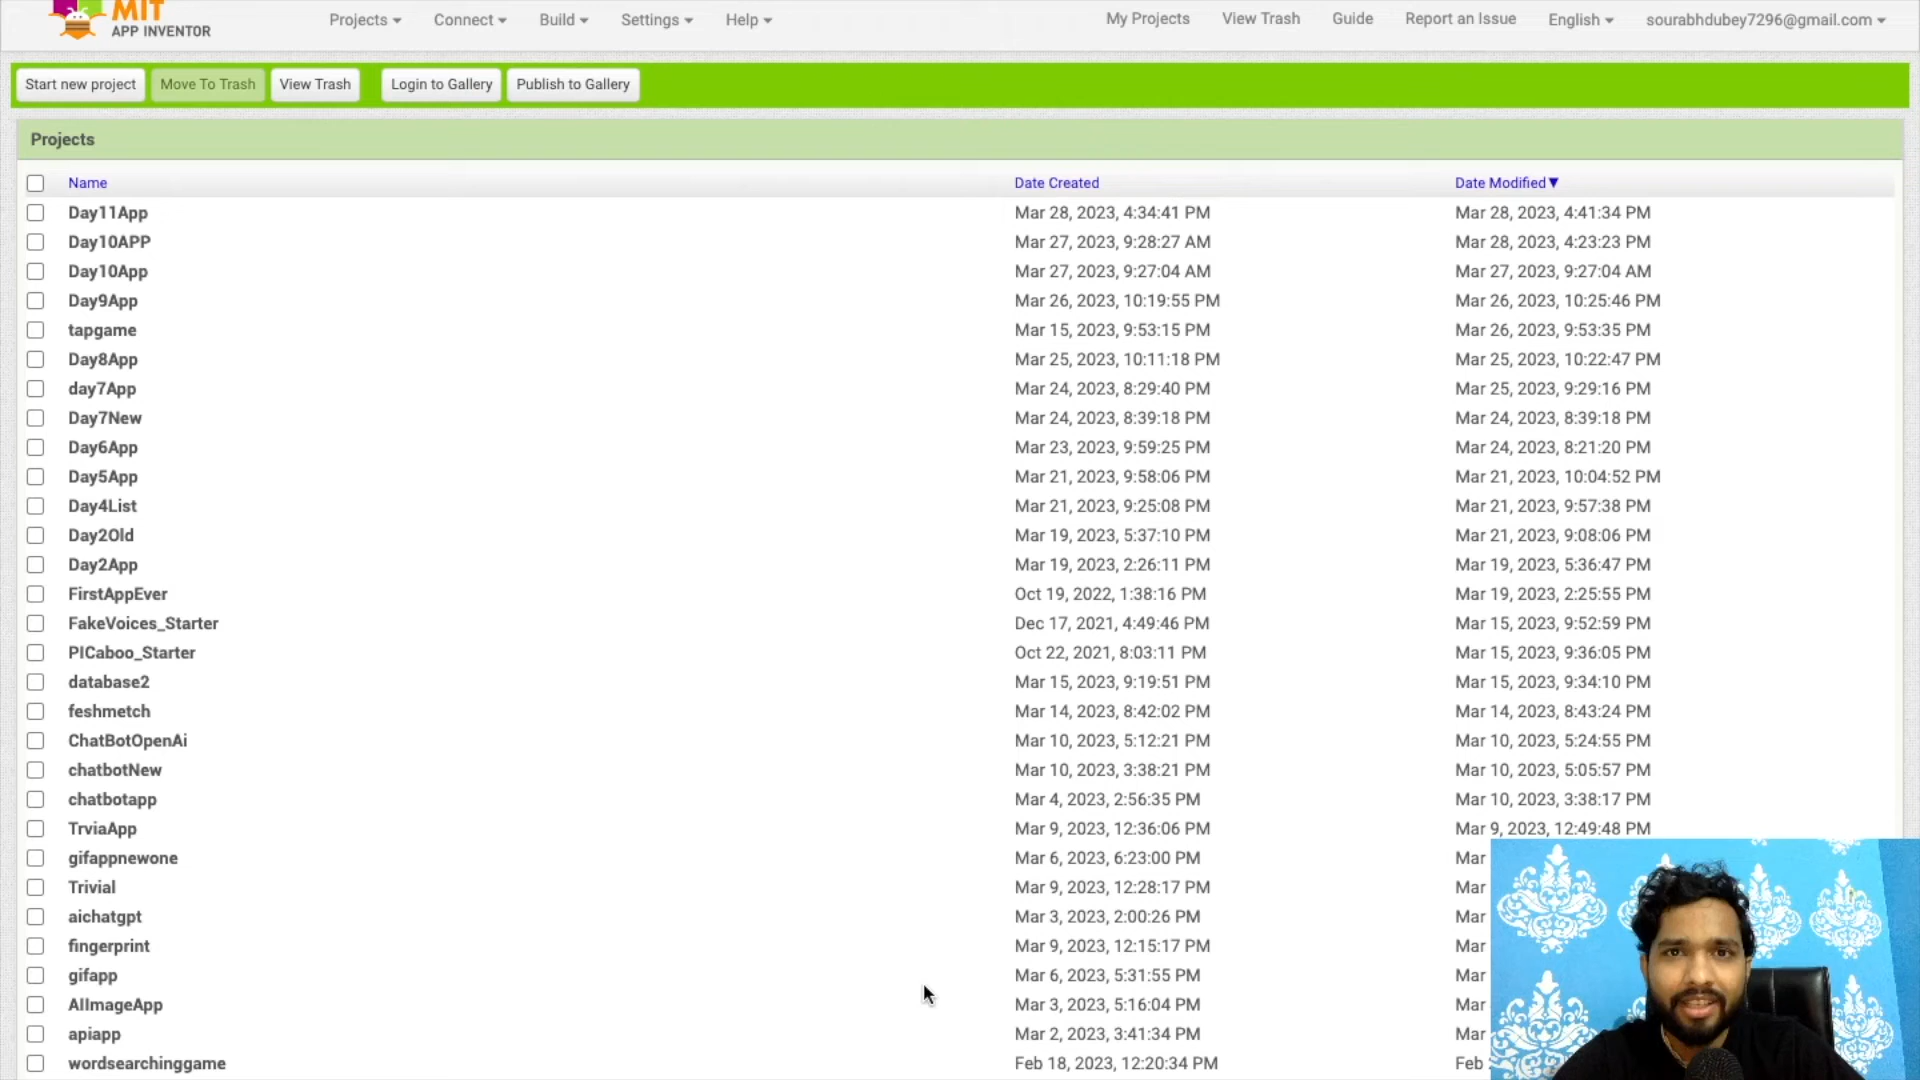 MIT
APP INVENTOR
Projects Connect Build Settings Help My Projects View Trash Guide Report an Issue English sourabhdubey7296@gmail.com
Start new project Move To Trash View Trash Login to Gallery Publish to Gallery
Projects
Name Date Created Date Modified
Day11App Mar 28, 2023, 4:34:41 PM Mar 28, 2023, 4:41:34 PM
Day10APP Mar 27, 2023, 9:28:27 AM Mar 28, 2023, 4:23:23 PM
Day10App Mar 27, 2023, 9:27:04 AM Mar 27, 2023, 9:27:04 AM
Day9App Mar 26, 2023, 10:19:55 PM Mar 26, 2023, 10:25:46 PM
tapgame Mar 15, 2023, 9:53:15 PM Mar 26, 2023, 9:53:35 PM
Day8App Mar 25, 2023, 10:11:18 PM Mar 25, 2023, 10:22:47 PM
day7App Mar 24, 2023, 8:29:40 PM Mar 25, 2023, 9:29:16 PM
Day7New Mar 24, 2023, 8:39:18 PM Mar 24, 2023, 8:39:18 PM
Day6App Mar 23, 2023, 9:59:25 PM Mar 24, 2023, 8:21:20 PM
Day5App Mar 21, 2023, 9:58:06 PM Mar 21, 2023, 10:04:52 PM
Day4List Mar 21, 2023, 9:25:08 PM Mar 21, 2023, 9:57:38 PM
Day2Old Mar 19, 2023, 5:37:10 PM Mar 21, 2023, 9:08:06 PM
Day2App Mar 19, 2023, 2:26:11 PM Mar 19, 2023, 5:36:47 PM
FirstAppEver Oct 19, 2022, 1:38:16 PM Mar 19, 2023, 2:25:55 PM
FakeVoices_Starter Dec 17, 2021, 4:49:46 PM Mar 15, 2023, 9:52:59 PM
PICaboo_Starter Oct 22, 2021, 8:03:11 PM Mar 15, 2023, 9:36:05 PM
database2 Mar 15, 2023, 9:19:51 PM Mar 15, 2023, 9:34:10 PM
feshmetch Mar 14, 2023, 8:42:02 PM Mar 14, 2023, 8:43:24 PM
ChatBotOpenAi Mar 10, 2023, 5:12:21 PM Mar 10, 2023, 5:24:55 PM
chatbotNew Mar 10, 2023, 3:38:21 PM Mar 10, 2023, 5:05:57 PM
chatbotapp Mar 4, 2023, 2:56:35 PM Mar 10, 2023, 3:38:17 PM
TrviaApp Mar 9, 2023, 12:36:06 PM Mar 9, 2023, 12:49:48 PM
gifappnewone Mar 6, 2023, 6:23:00 PM Mar
Trivial Mar 9, 2023, 12:28:17 PM Mar
aichatgpt Mar 3, 2023, 2:00:26 PM Mar
fingerprint Mar 9, 2023, 12:15:17 PM Mar
gifapp Mar 6, 2023, 5:31:55 PM Mar
AIImageApp Mar 3, 2023, 5:16:04 PM Mar
apiapp Mar 2, 2023, 3:41:34 PM Mar
wordsearchinggame Feb 18, 2023, 12:20:34 PM Feb